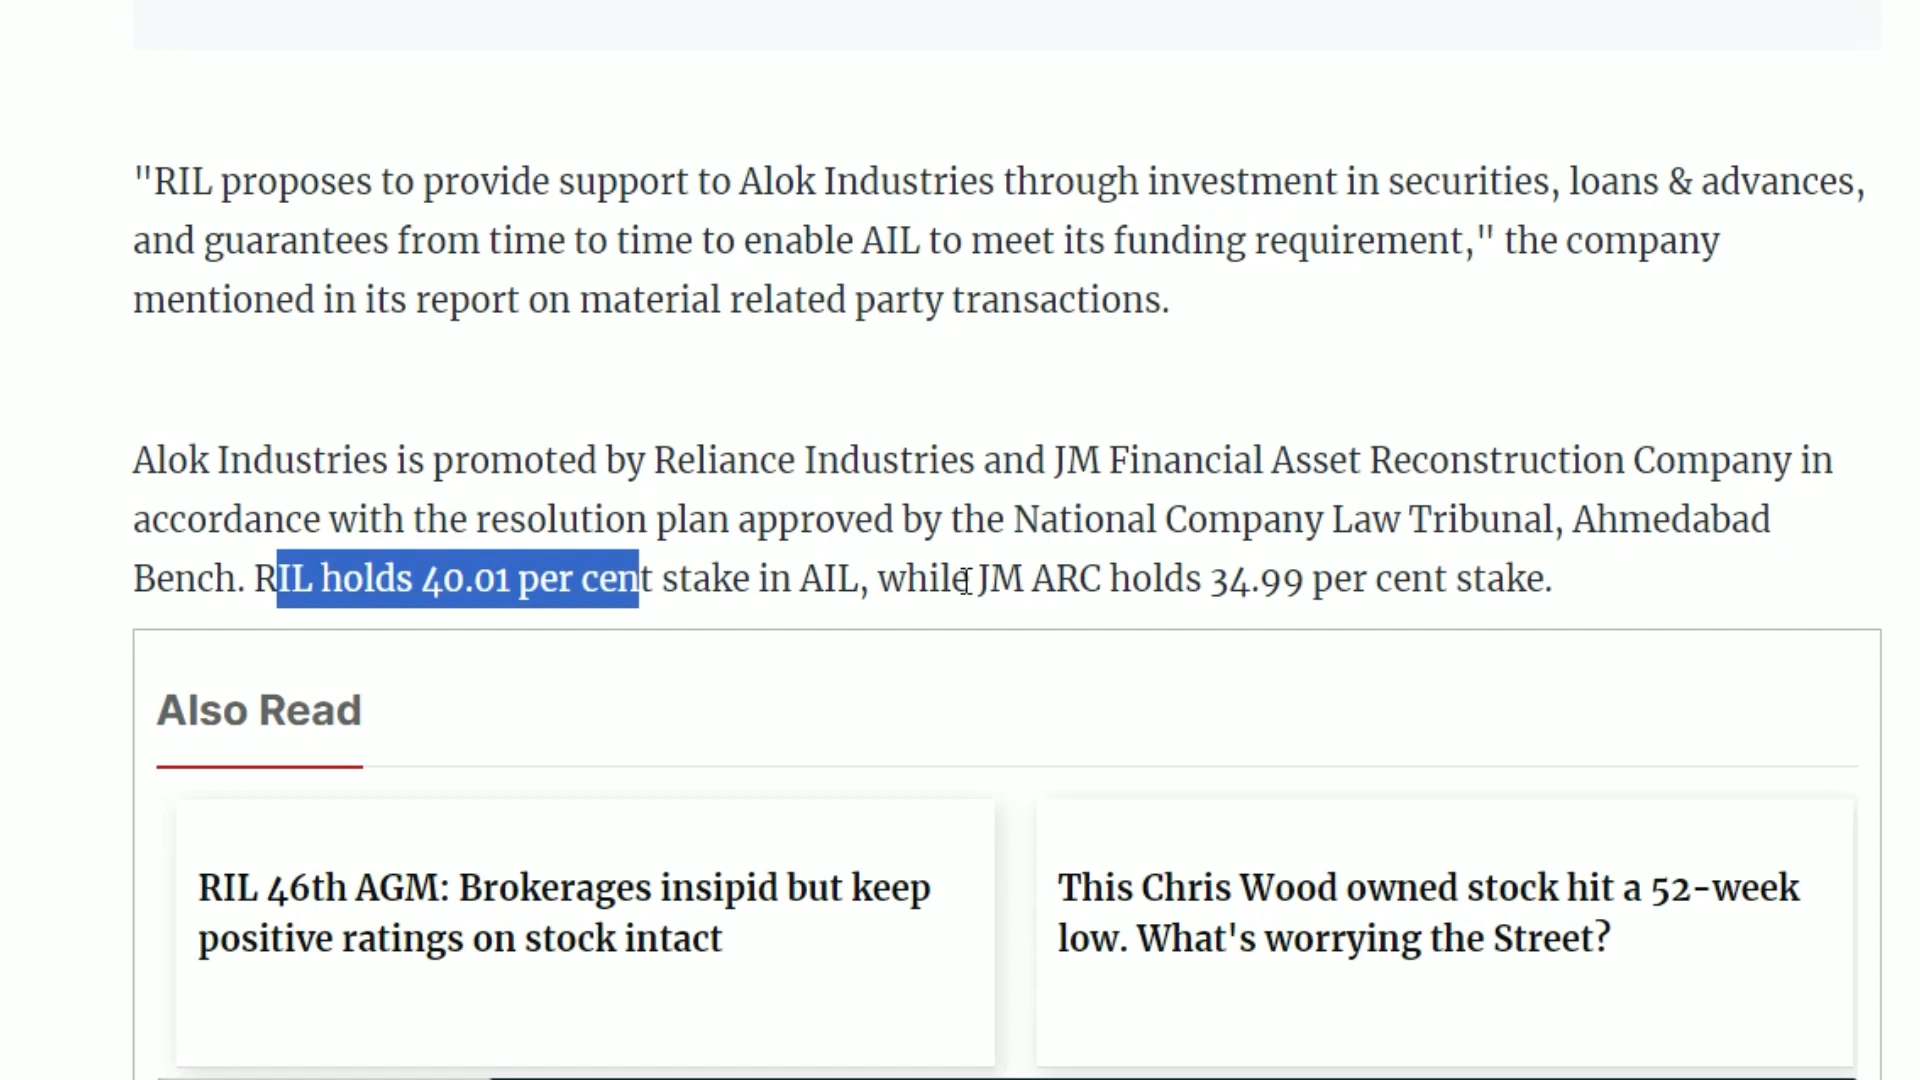 "RIL proposes to provide support to Alok Industries through investment in securities, loans & advances,
and guarantees from time to time to enable AIL to meet its funding requirement," the company
mentioned in its report on material related party transactions.
Alok Industries is promoted by Reliance Industries and JM Financial Asset Reconstruction Company in
accordance with the resolution plan approved by the National Company Law Tribunal, Ahmedabad
Bench. RIL holds 40.01 per cent stake in AIL, while JM ARC holds 34.99 per cent stake.
Also Read
RIL 46th AGM: Brokerages insipid but keep
positive ratings on stock intact
This Chris Wood owned stock hit a 52-week
low. What's worrying the Street?